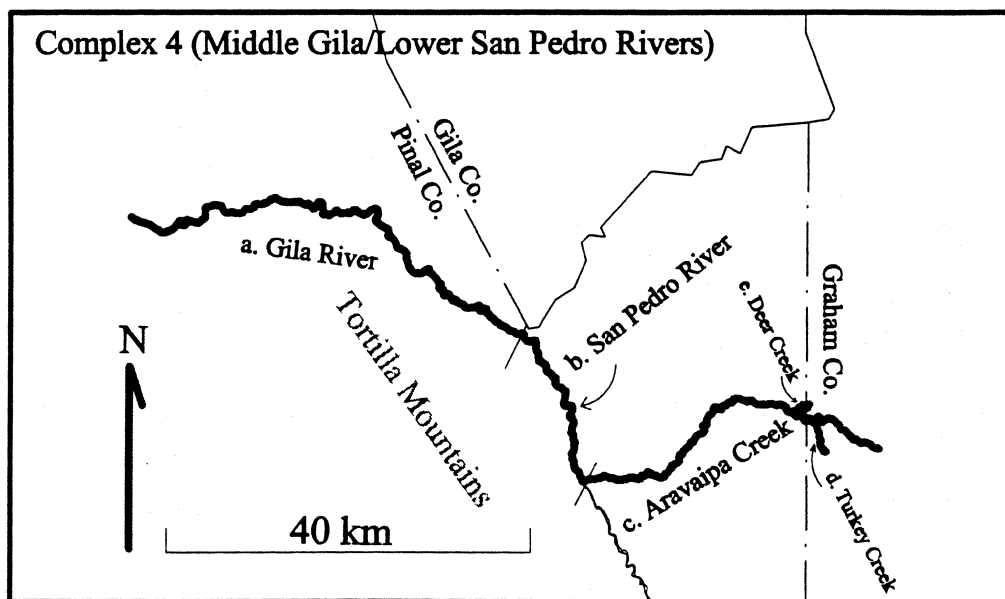 Complex 4 (Middle Gila/Lower San Pedro Rivers)
Gila Co.
Pinal Co.
a. Gila River
Tortilla Mountains
b. San Pedro River
e. Deer Creek
Graham Co.
N
c. Aravaipa Creek
d. Turkey Creek
40 km